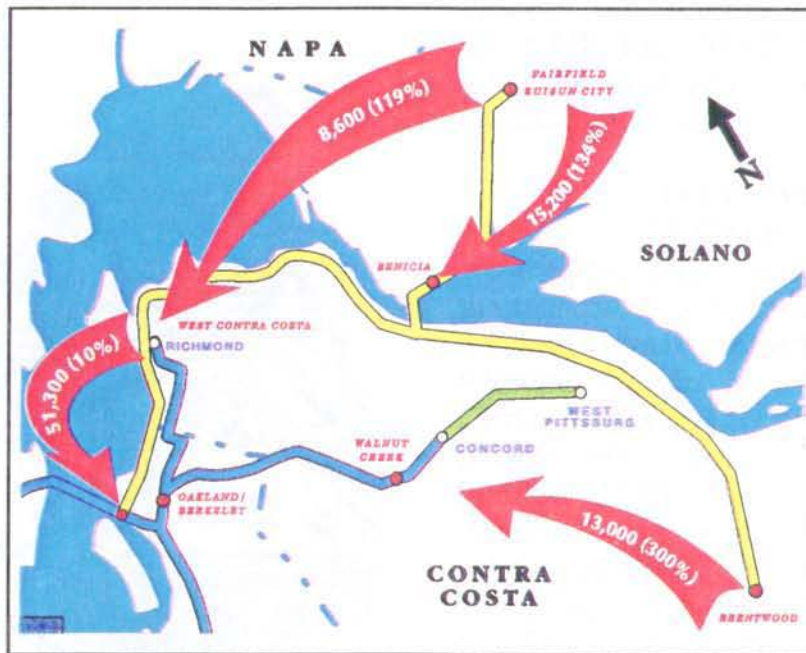 NAPA
FAIRFIELD
SUISUN CITY
8,600 (119%)
15,200 (134%)
N
SOLANO
BENICIA
WEST CONTRA COSTA
RICHMOND
51,300 (10%)
WEST
PITTSBURG
WALNUT
CREEK
CONCORD
OAKLAND/
BERKELEY
13,000 (300%)
CONTRA
COSTA
BRENTWOOD